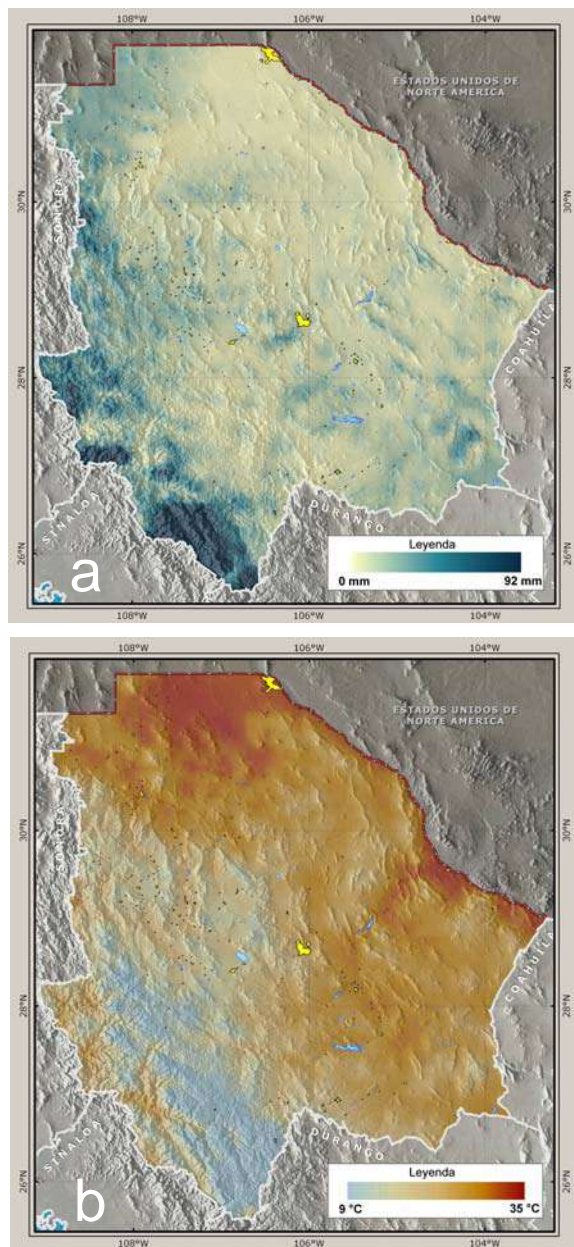 108°W 106°W 104°W
ESTADOS UNIDOS DE
NORTE AMERICA
30°N 30°N
SONORA
28°N 28°N
COAHUILA
SINALOA
DURANGO
26°N 26°N
Leyenda
0 mm 92 mm
a
108°W 106°W 104°W
108°W 106°W 104°W
ESTADOS UNIDOS DE
NORTE AMERICA
30°N 30°N
SONORA
28°N 28°N
COAHUILA
SINALOA
DURANGO
26°N 26°N
Leyenda
9 °C 35 °C
b
108°W 106°W 104°W